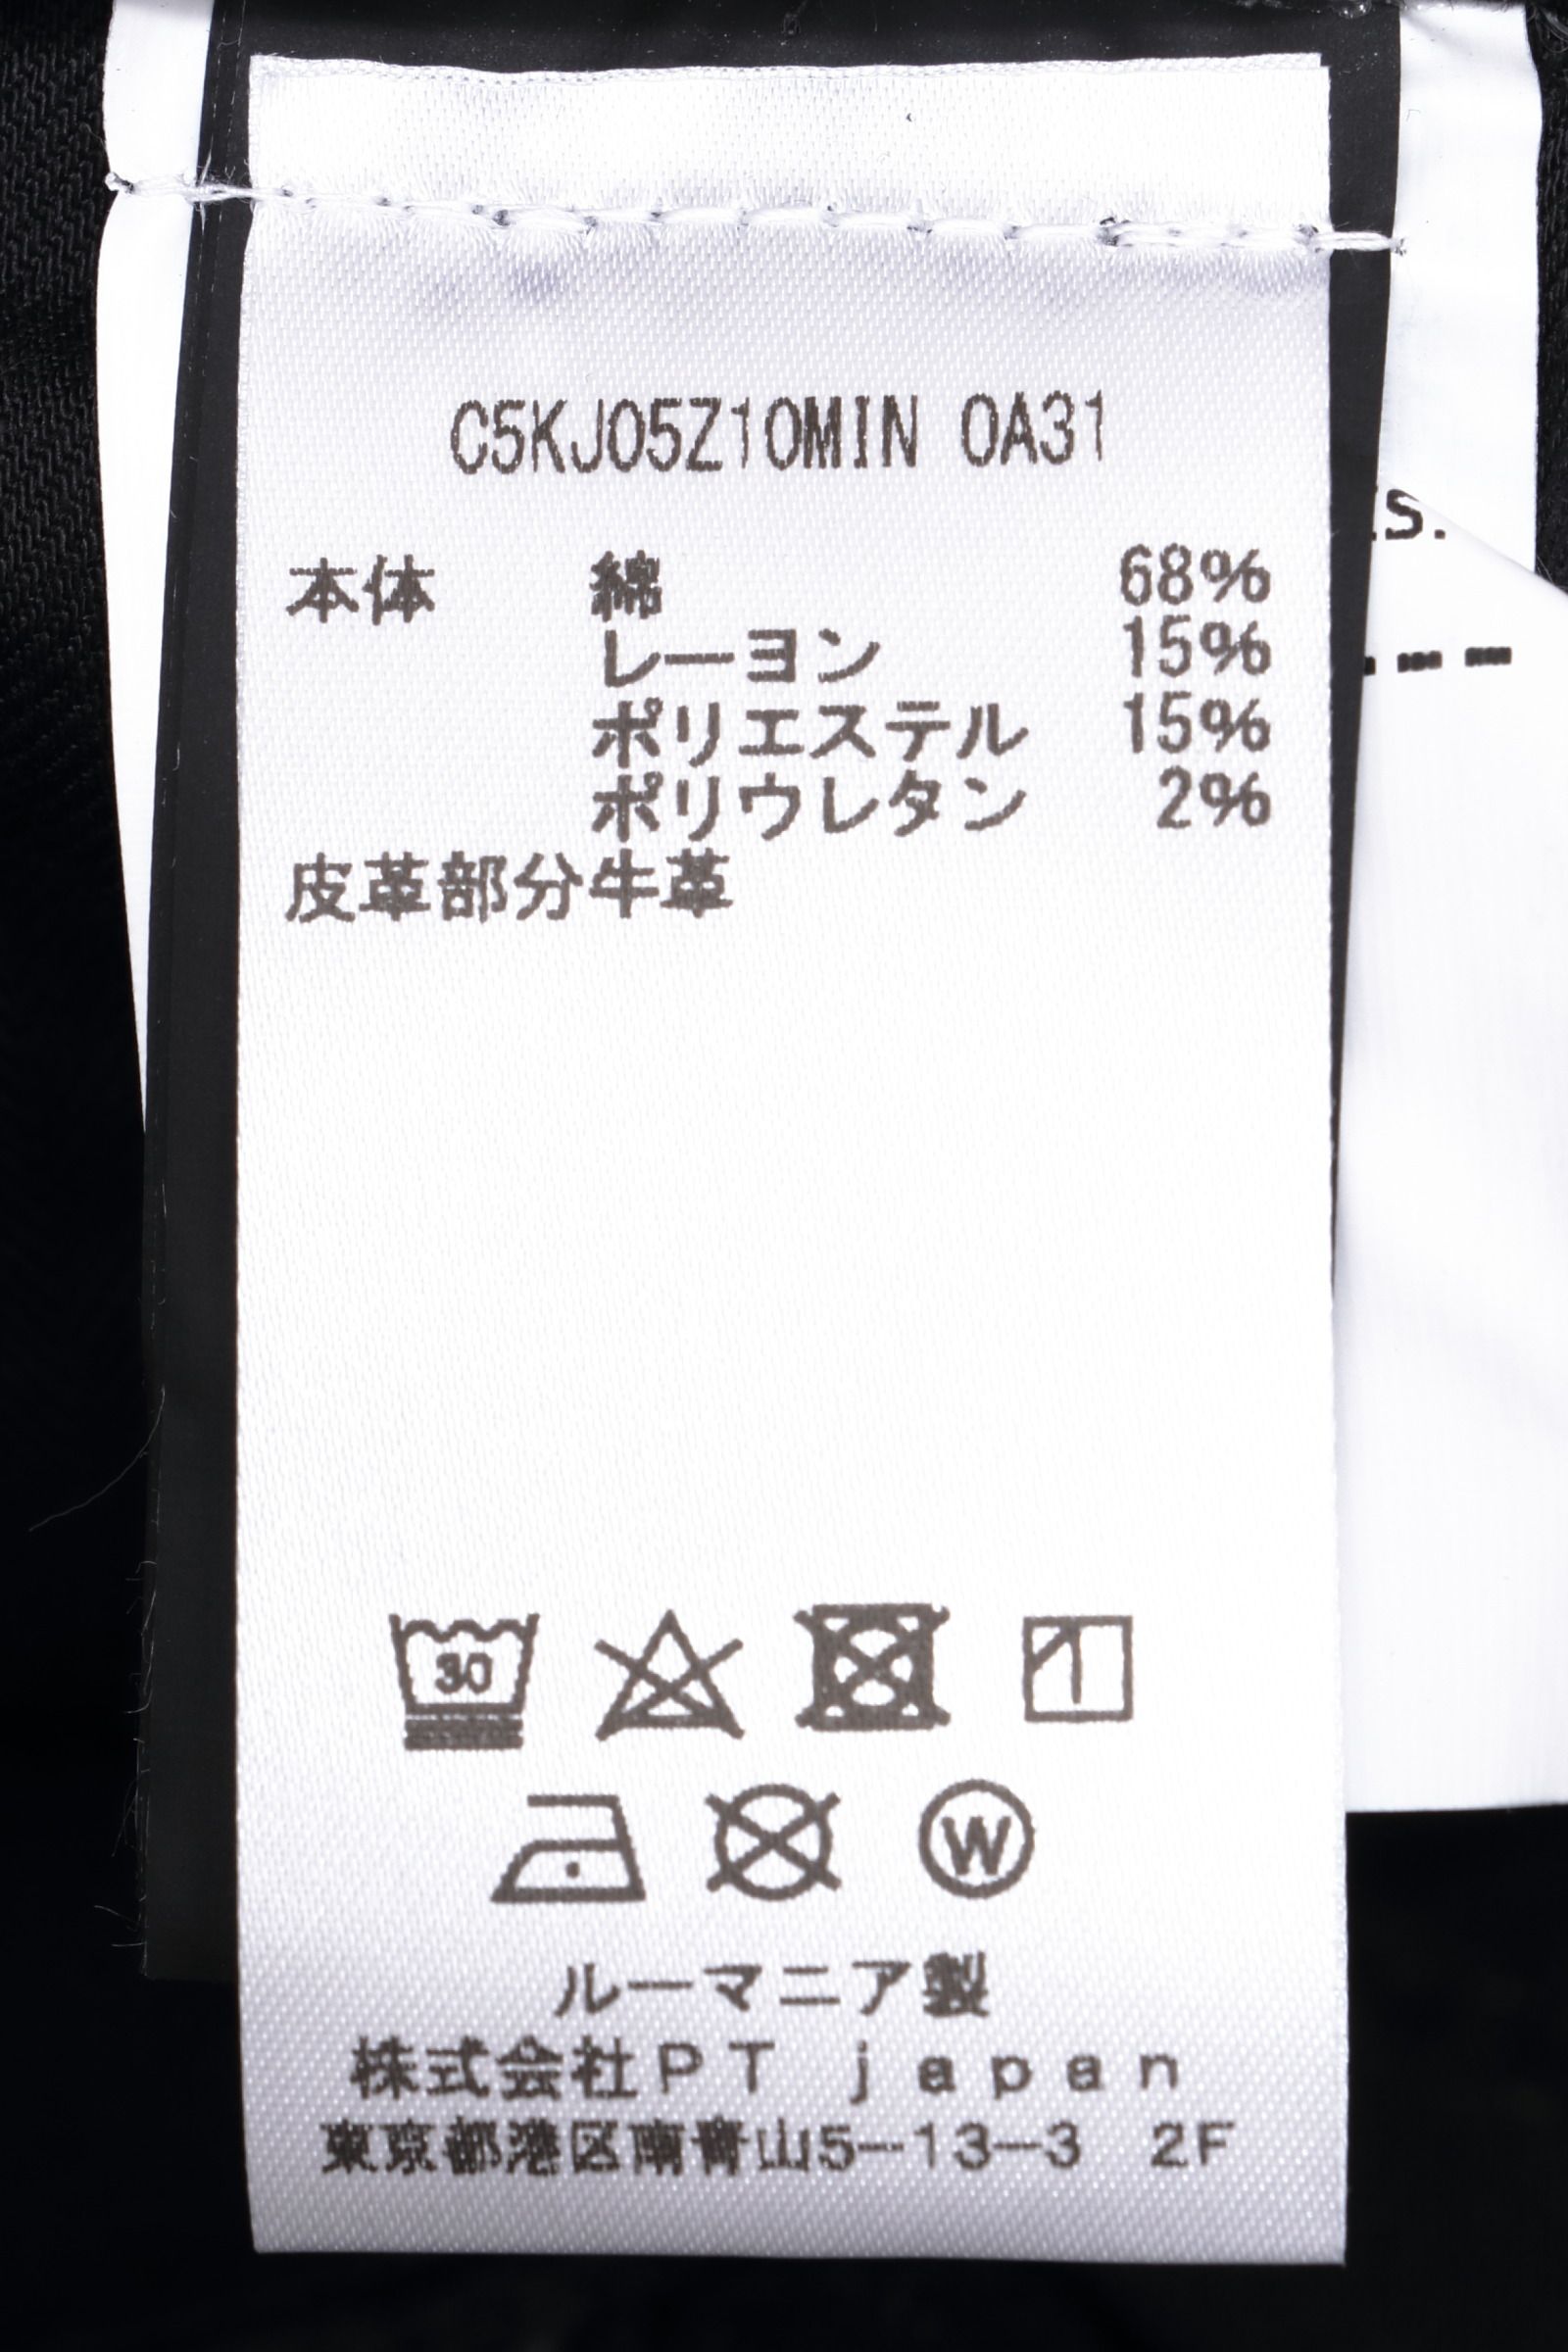 C5KJ05Z10MIN 0A31
S.
本体 綿 68%
レーヨン 15%
ポリエステル 15%
ポリウレタン 2%
皮革部分牛革
30
W
ルーマニア製
株式会社PT japan
東京都港区南青山5-13-3 2F